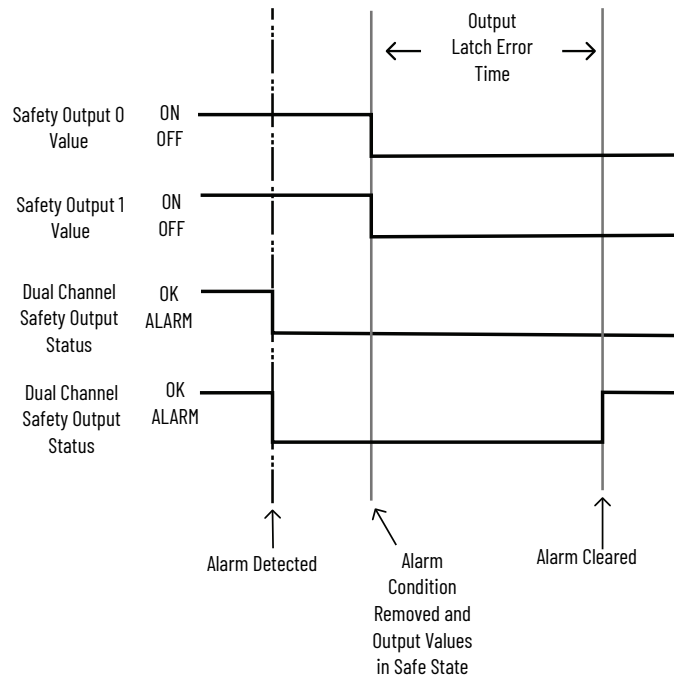 Output
Latch Error
Time
Safety Output 0
Value
ON
OFF
Safety Output 1
Value
ON
OFF
Dual Channel
Safety Output
Status
OK
ALARM
Dual Channel
Safety Output
Status
OK
ALARM
Alarm Detected
Alarm
Condition
Removed and
Output Values
in Safe State
Alarm Cleared